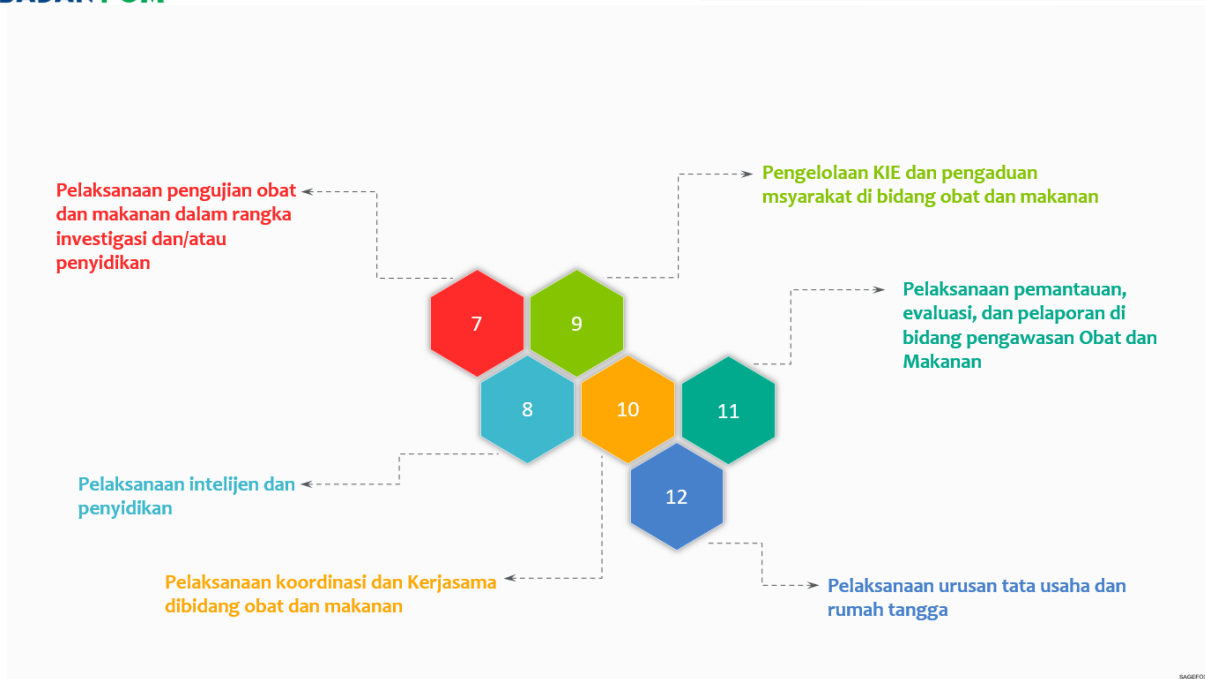 BADAN POM
Pelaksanaan pengujian obat
dan makanan dalam rangka
investigasi dan/atau
penyidikan
Pengelolaan KIE dan pengaduan
msyarakat di bidang obat dan makanan
7
9
Pelaksanaan pemantauan,
evaluasi, dan pelaporan di
bidang pengawasan Obat dan
Makanan
8
10
11
Pelaksanaan intelijen dan
penyidikan
12
Pelaksanaan koordinasi dan Kerjasama
dibidang obat dan makanan
Pelaksanaan urusan tata usaha dan
rumah tangga